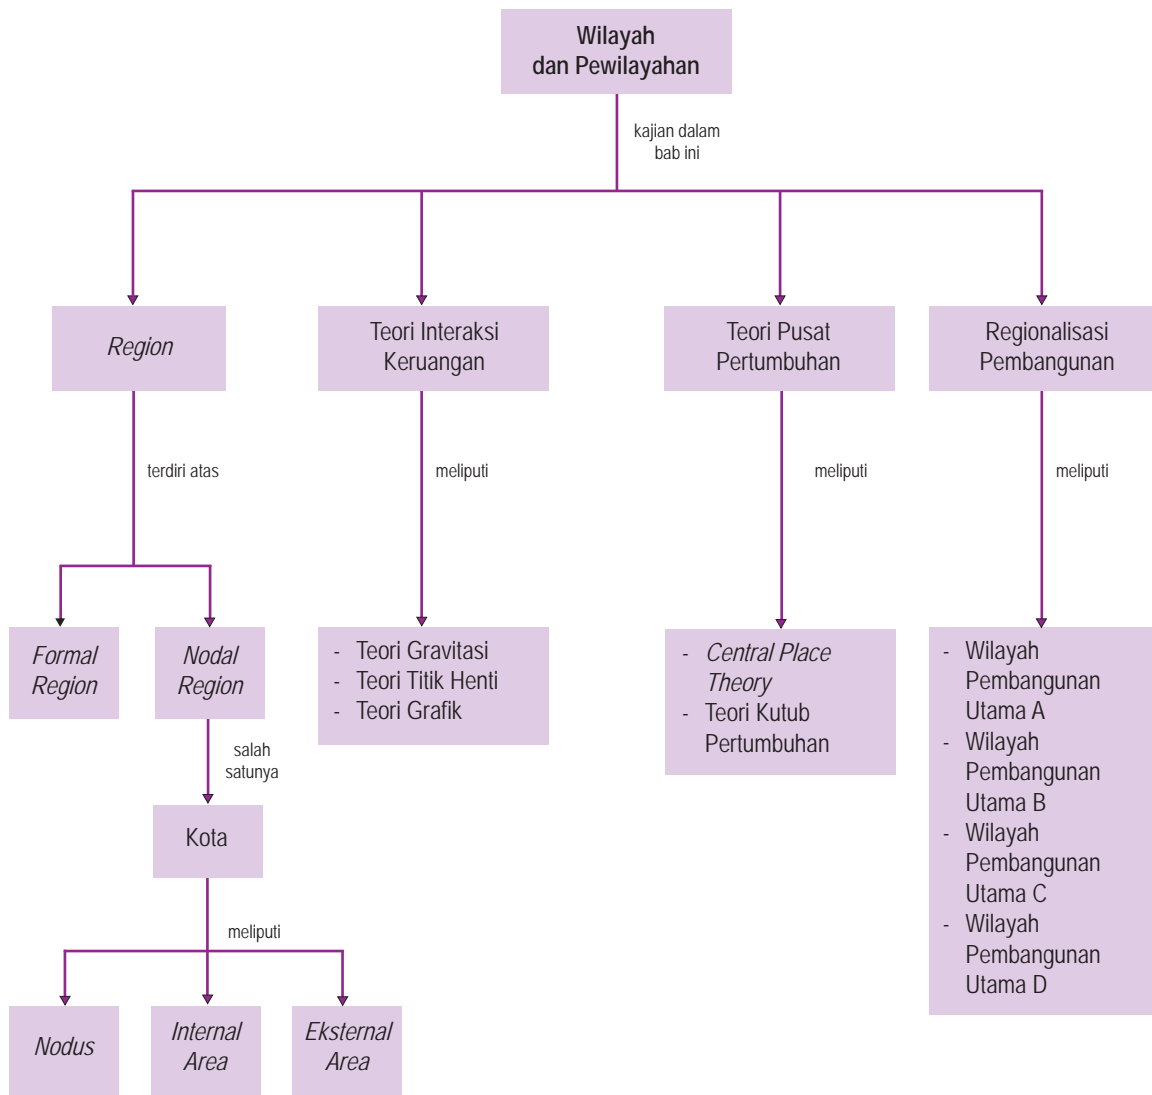 Wilayah
dan Pewilayahan
kajian dalam
bab ini
Region
Teori Interaksi
Keruangan
Teori Pusat
Pertumbuhan
Regionalisasi
Pembangunan
terdiri atas
meliputi
meliputi
meliputi
Formal
Region
Nodal
Region
- Teori Gravitasi
- Teori Titik Henti
- Teori Grafik
- Central Place
Theory
- Teori Kutub
Pertumbuhan
- Wilayah
Pembangunan
Utama A
- Wilayah
Pembangunan
Utama B
- Wilayah
Pembangunan
Utama C
- Wilayah
Pembangunan
Utama D
salah
satunya
Kota
meliputi
Nodus
Internal
Area
Eksternal
Area